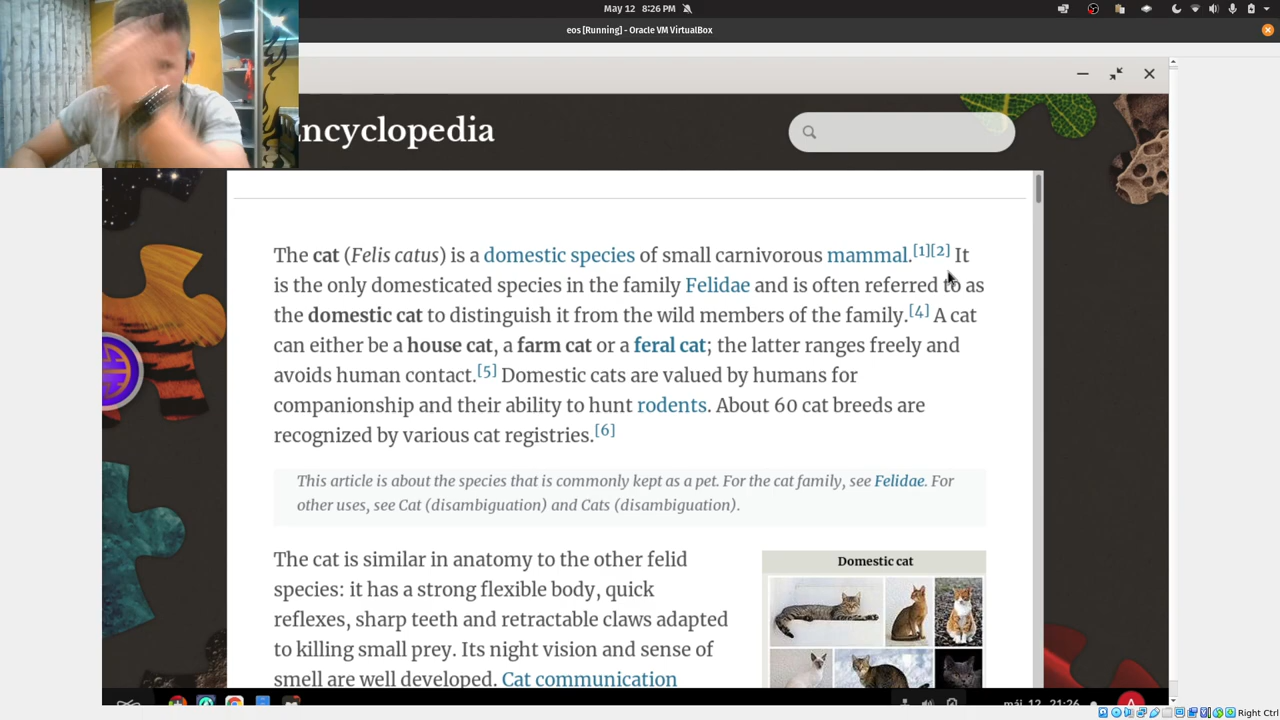 May 12 8:26 PM
eos [Running] - Oracle VM VirtualBox
ncyclopedia
The cat (Felis catus) is a domestic species of small carnivorous mammal.[1][2] It
is the only domesticated species in the family Felidae and is often referred to as
the domestic cat to distinguish it from the wild members of the family.[4] A cat
can either be a house cat, a farm cat or a feral cat; the latter ranges freely and
avoids human contact.[5] Domestic cats are valued by humans for
companionship and their ability to hunt rodents. About 60 cat breeds are
recognized by various cat registries.[6]
This article is about the species that is commonly kept as a pet. For the cat family, see Felidae. For
other uses, see Cat (disambiguation) and Cats (disambiguation).
The cat is similar in anatomy to the other felid
species: it has a strong flexible body, quick
reflexes, sharp teeth and retractable claws adapted
to killing small prey. Its night vision and sense of
smell are well developed. Cat communication
Domestic cat
máj 12 21:26
A
Right Ctrl